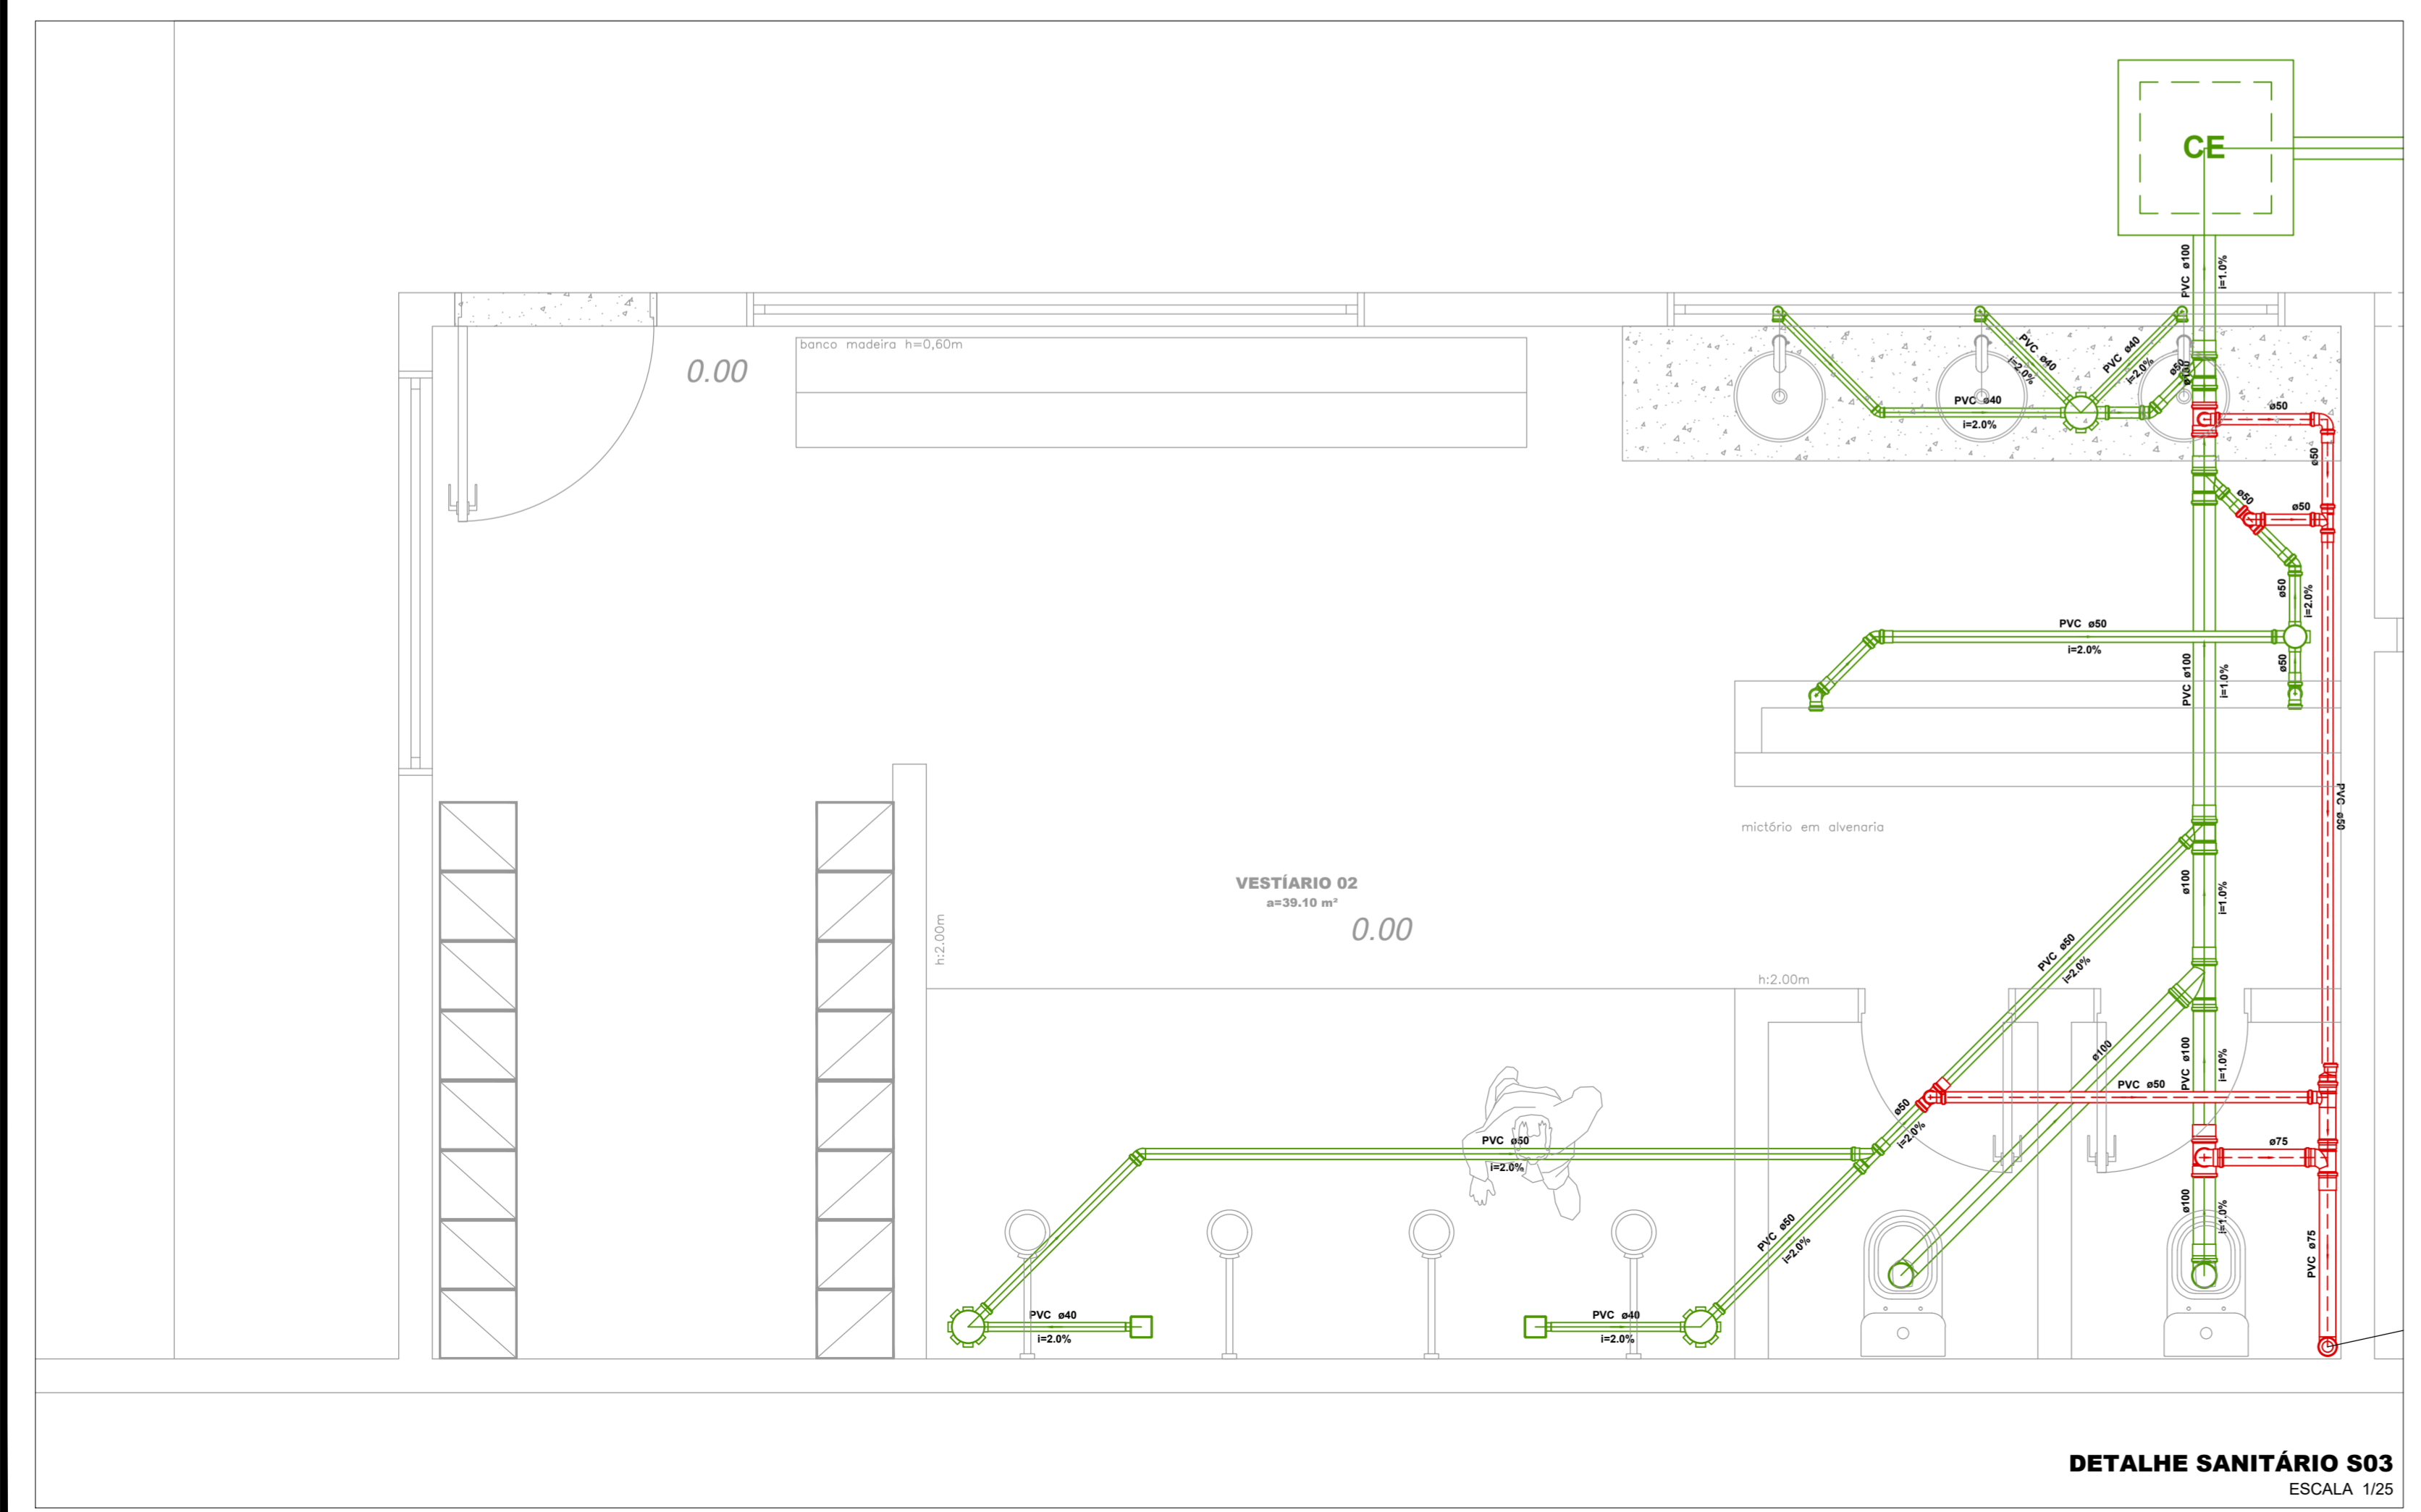 CE
PVC ø100
i=1.0%
banco madeira h=0,60m
0.00
PVC ø40
i=2.0%
PVC ø40
i=2.0%
ø50
ø100
PVC ø40
i=2.0%
ø50
ø50
ø50
ø50
ø50
i=2.0%
PVC ø50
i=2.0%
ø50
PVC ø100
i=1.0%
PVC ø50
mictório em alvenaria
VESTÍARIO 02
a=39.10 m²
0.00
h:2.00m
ø100
i=1.0%
PVC ø50
i=2.0%
h:2.00m
ø100
PVC ø100
i=1.0%
PVC ø50
ø50
i=2.0%
PVC ø50
i=2.0%
ø75
ø100
i=1.0%
PVC ø50
i=2.0%
PVC ø75
PVC ø40
i=2.0%
PVC ø40
i=2.0%
DETALHE SANITÁRIO S03
ESCALA 1/25